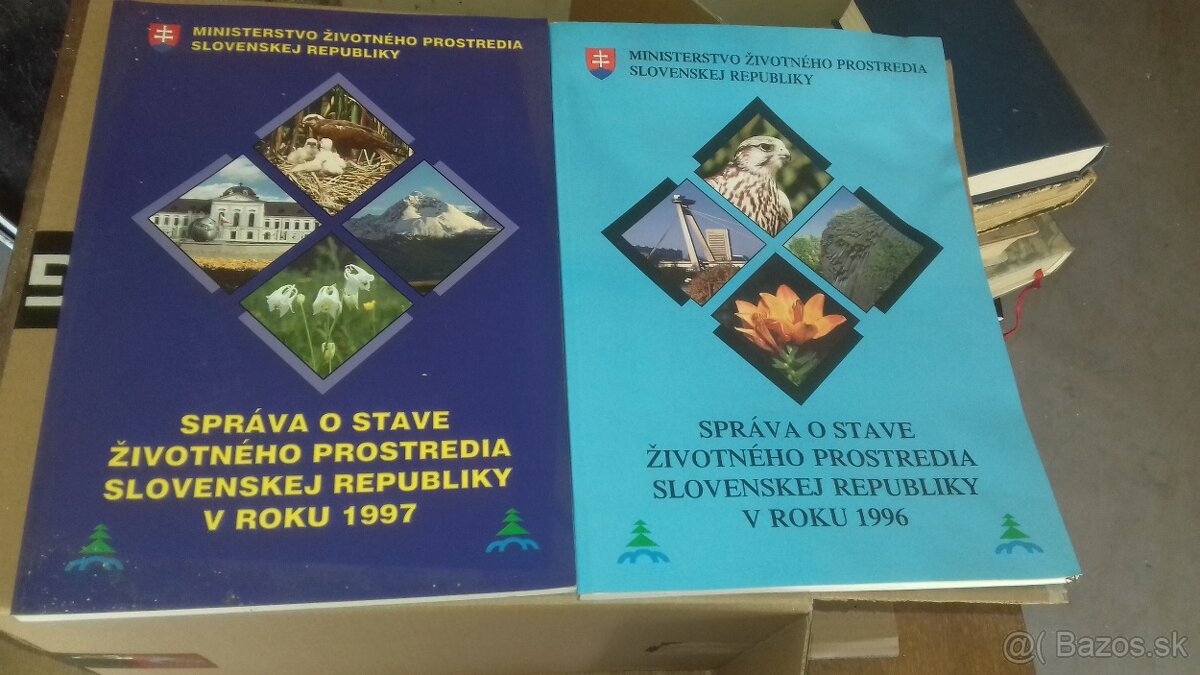 MINISTERSTVO ŽIVOTNÉHO PROSTREDIA
SLOVENSKEJ REPUBLIKY
SPRÁVA O STAVE
ŽIVOTNÉHO PROSTREDIA
SLOVENSKEJ REPUBLIKY
V ROKU 1997
MINISTERSTVO ŽIVOTNÉHO PROSTREDIA
SLOVENSKEJ REPUBLIKY
SPRÁVA O STAVE
ŽIVOTNÉHO PROSTREDIA
SLOVENSKEJ REPUBLIKY
V ROKU 1996
@( Bazos.sk